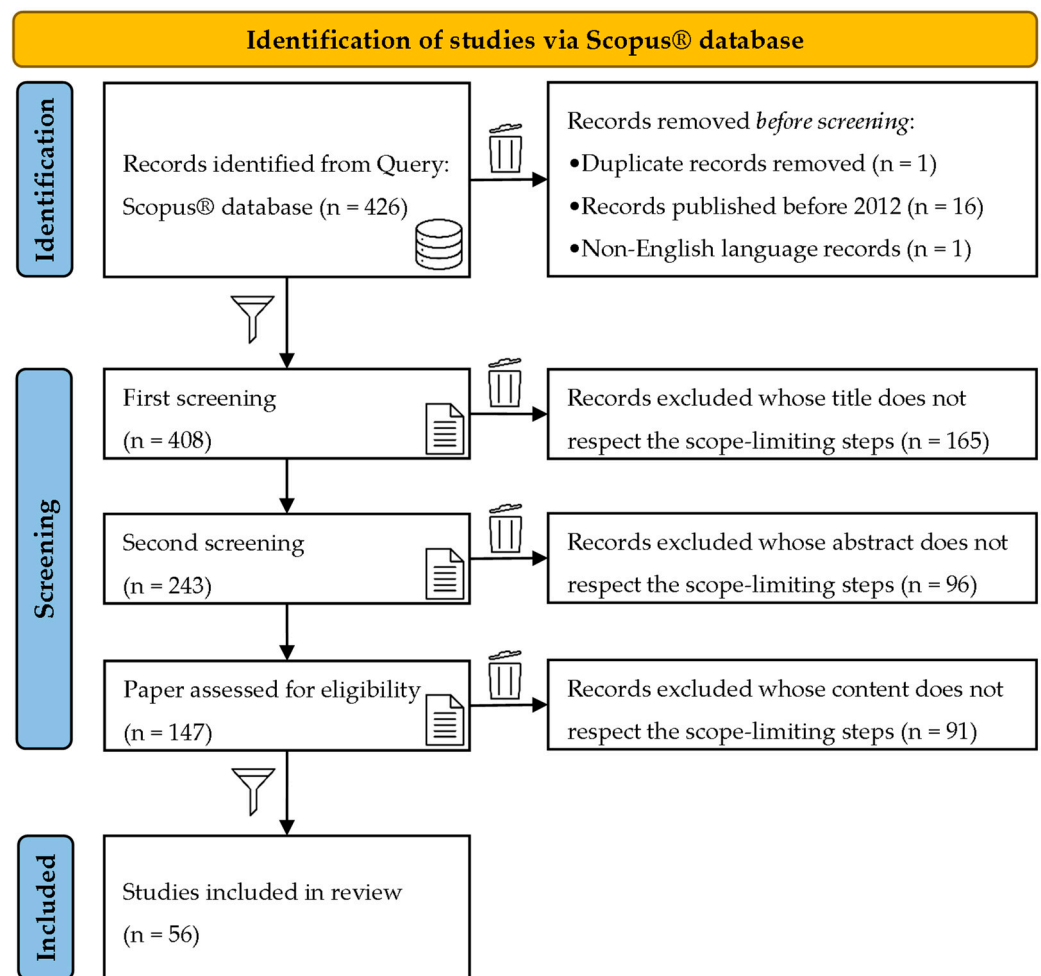 Identification of studies via Scopus® database
Identification
Records identified from Query:
Scopus® database (n = 426)
Records removed before screening:
•Duplicate records removed (n = 1)
•Records published before 2012 (n = 16)
•Non-English language records (n = 1)
Screening
First screening
(n = 408)
Records excluded whose title does not
respect the scope-limiting steps (n = 165)
Second screening
(n = 243)
Records excluded whose abstract does not
respect the scope-limiting steps (n = 96)
Paper assessed for eligibility
(n = 147)
Records excluded whose content does not
respect the scope-limiting steps (n = 91)
Included
Studies included in review
(n = 56)